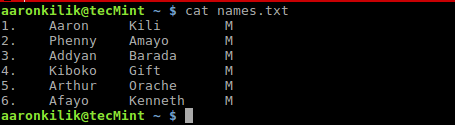 aaronkilik@tecMint ~ $ cat names.txt
1. Aaron Kili M
2. Phenny Amayo M
3. Addyan Barada M
4. Kiboko Gift M
5. Arthur Orache M
6. Afayo Kenneth M
aaronkilik@tecMint ~ $